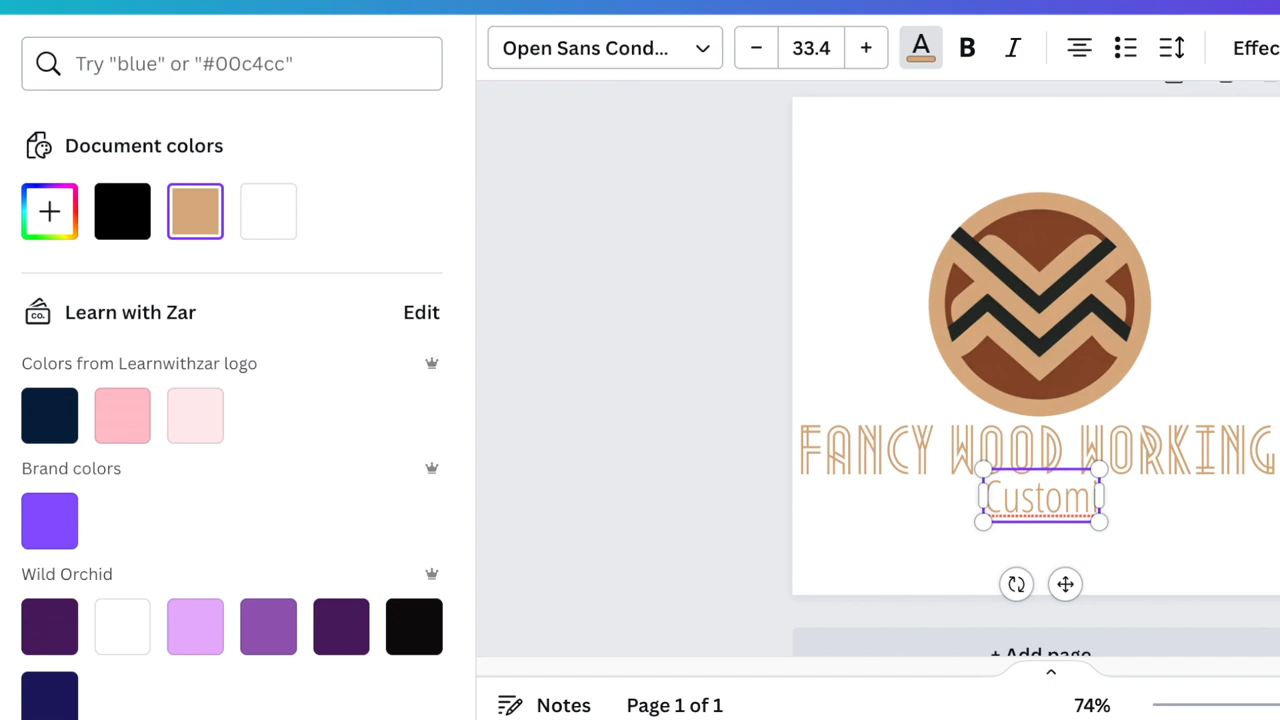 Try "blue" or "#00c4cc"
Open Sans Cond...
33.4
A
B
I
Effec
Document colors
CO.
Learn with Zar
Edit
Colors from Learnwithzar logo
Brand colors
Wild Orchid
FANCY WOOD WORKING
Custom
+ Add page
Notes
Page 1 of 1
74%